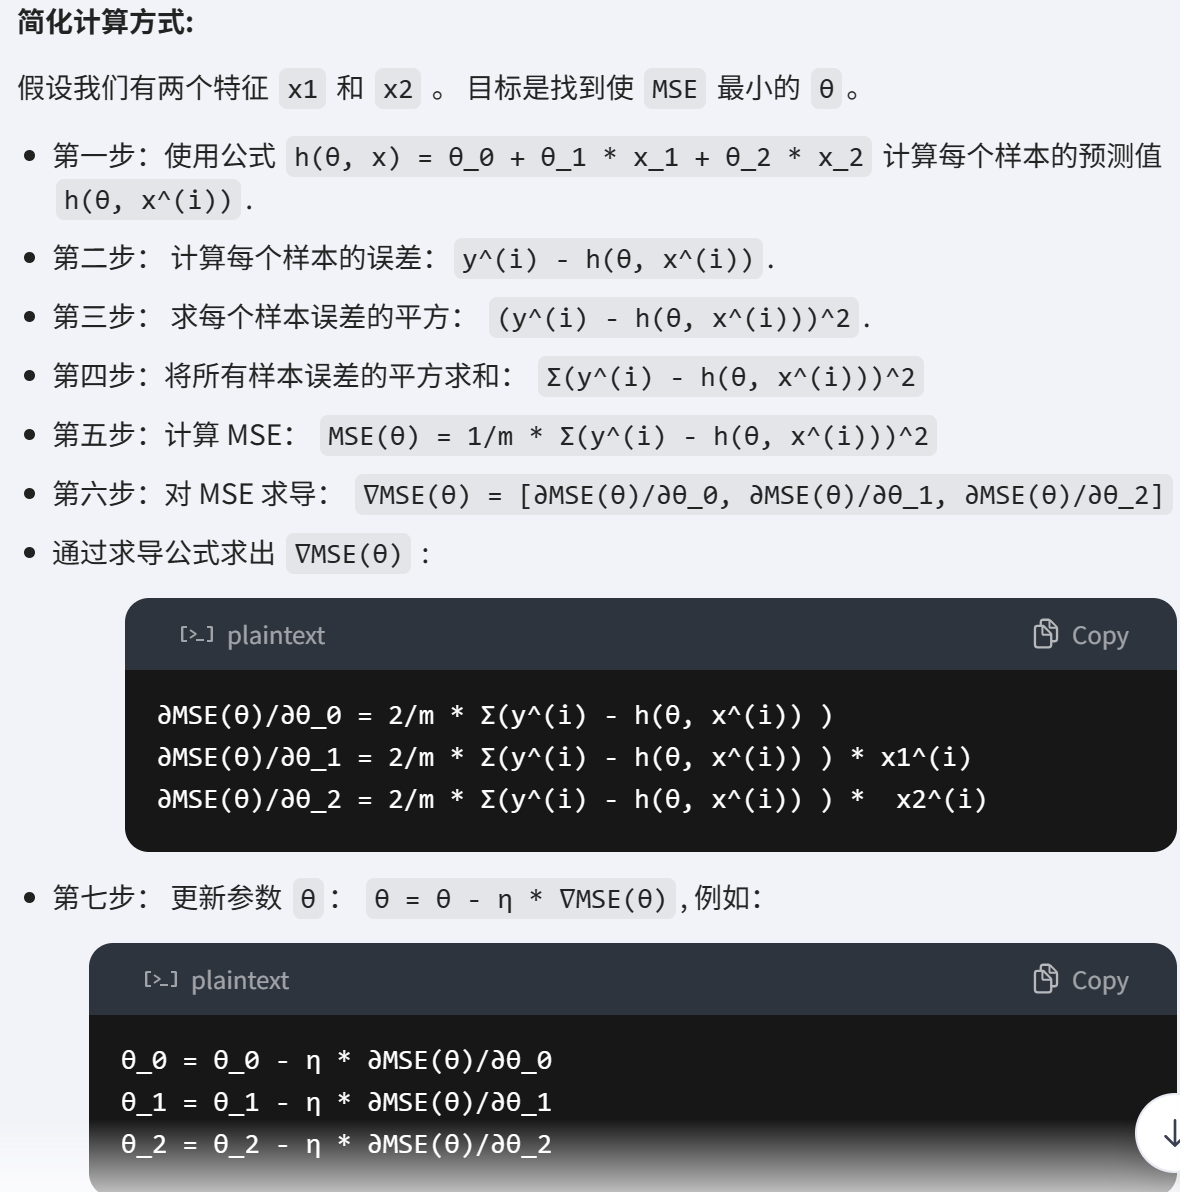 简化计算方式:
假设我们有两个特征 x1 和 x2 。 目标是找到使 MSE 最小的 θ 。
第一步：使用公式 h(θ, x) = θ_0 + θ_1 * x_1 + θ_2 * x_2 计算每个样本的预测值
h(θ, x^(i)) .
第二步： 计算每个样本的误差： y^(i) - h(θ, x^(i)) .
第三步： 求每个样本误差的平方： (y^(i) - h(θ, x^(i)))^2 .
第四步：将所有样本误差的平方求和： Σ(y^(i) - h(θ, x^(i)))^2
第五步：计算 MSE： MSE(θ) = 1/m * Σ(y^(i) - h(θ, x^(i)))^2
第六步：对 MSE 求导： ∇MSE(θ) = [∂MSE(θ)/∂θ_0, ∂MSE(θ)/∂θ_1, ∂MSE(θ)/∂θ_2]
通过求导公式求出 ∇MSE(θ) :
[>_] plaintext Copy
∂MSE(θ)/∂θ_0 = 2/m * Σ(y^(i) - h(θ, x^(i)) )
∂MSE(θ)/∂θ_1 = 2/m * Σ(y^(i) - h(θ, x^(i)) ) * x1^(i)
∂MSE(θ)/∂θ_2 = 2/m * Σ(y^(i) - h(θ, x^(i)) ) *  x2^(i)
第七步： 更新参数 θ ： θ = θ - η * ∇MSE(θ) , 例如：
[>_] plaintext Copy
θ_0 = θ_0 - η * ∂MSE(θ)/∂θ_0
θ_1 = θ_1 - η * ∂MSE(θ)/∂θ_1
θ_2 = θ_2 - η * ∂MSE(θ)/∂θ_2